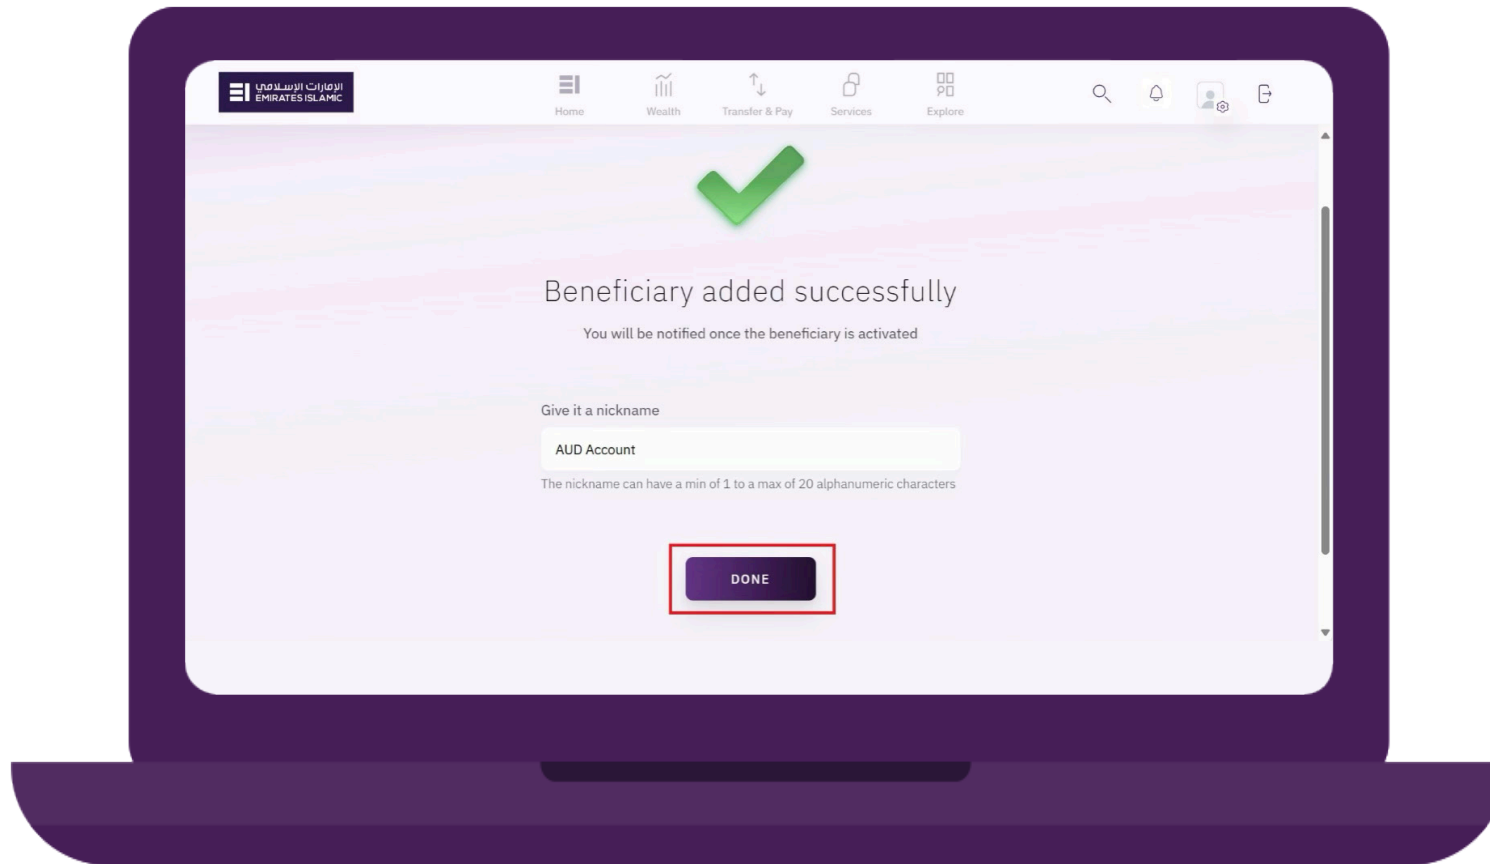 الإمارات الإسلامي
EMIRATES ISLAMIC
Home
Wealth
Transfer & Pay
Services
Explore
Beneficiary added successfully
You will be notified once the beneficiary is activated
Give it a nickname
AUD Account
The nickname can have a min of 1 to a max of 20 alphanumeric characters
DONE